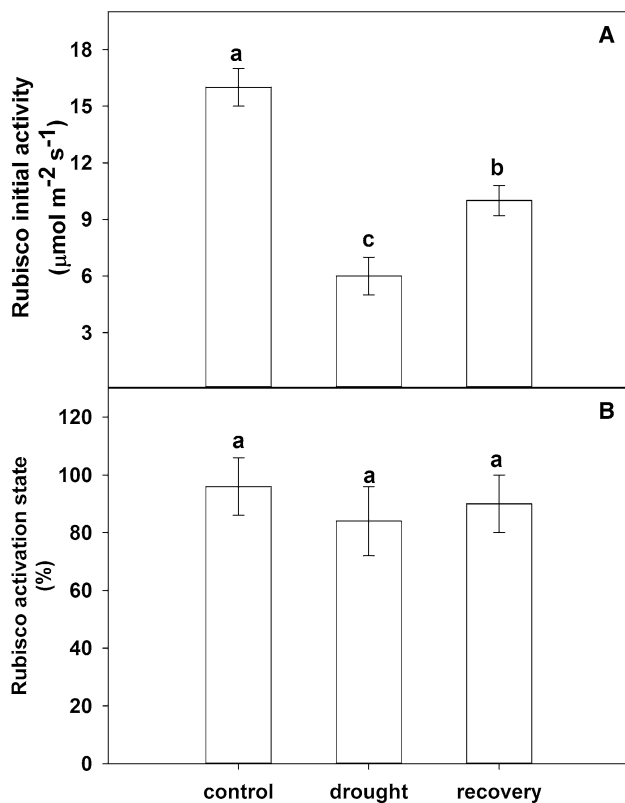 A
Rubisco initial activity
(μmol m-2 s-1)
18
15
12
9
6
3
a
c
b
B
Rubisco activation state
(%)
120
100
80
60
40
20
0
a
a
a
control
drought
recovery